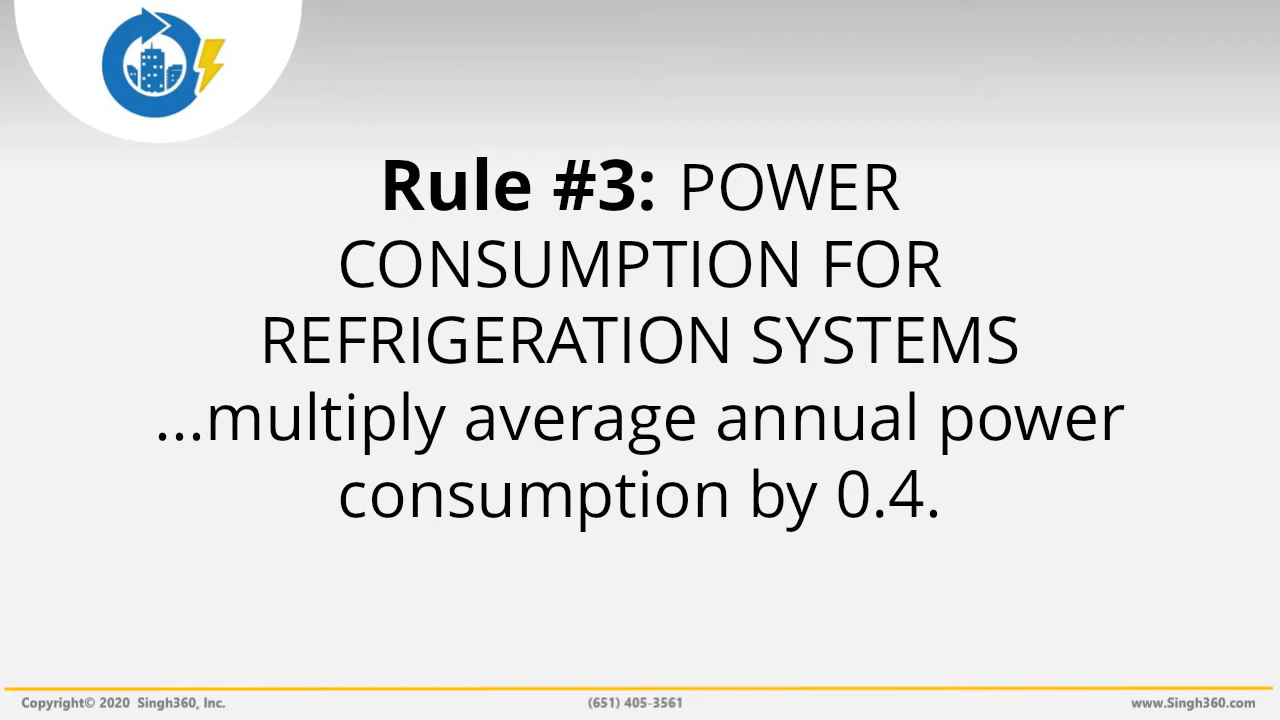 Rule #3: POWER
CONSUMPTION FOR
REFRIGERATION SYSTEMS
...multiply average annual power
consumption by 0.4.
Copyright© 2020 Singh360, Inc.
(651) 405-3561
www.Singh360.com